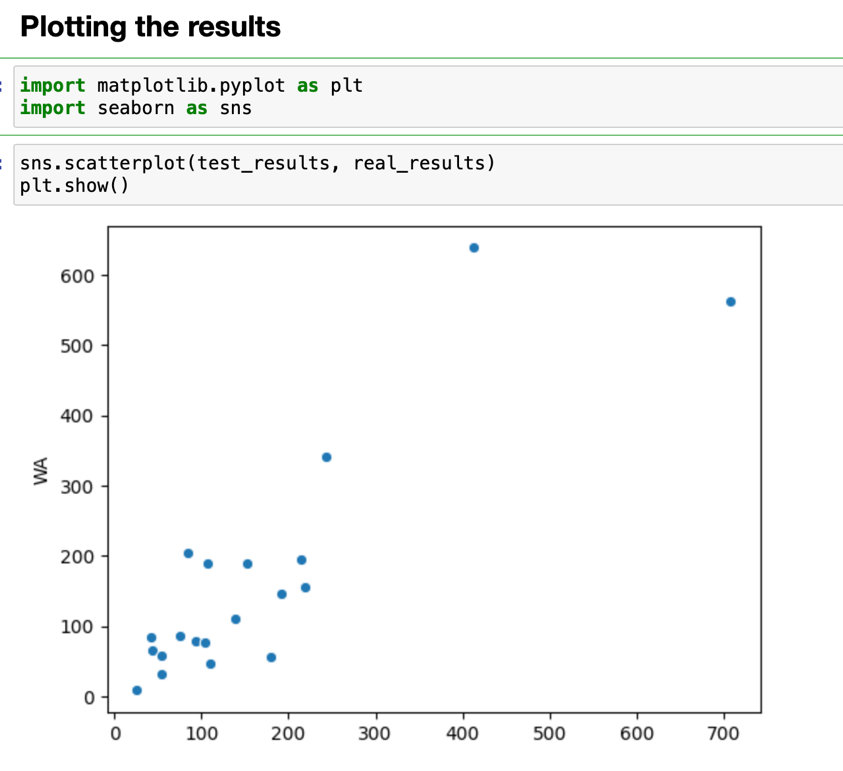 Plotting the results
: import matplotlib.pyplot as plt
import seaborn as sns
: sns.scatterplot(test_results, real_results)
plt.show()
600
500
400
WA
300
200
100
0
0 100 200 300 400 500 600 700